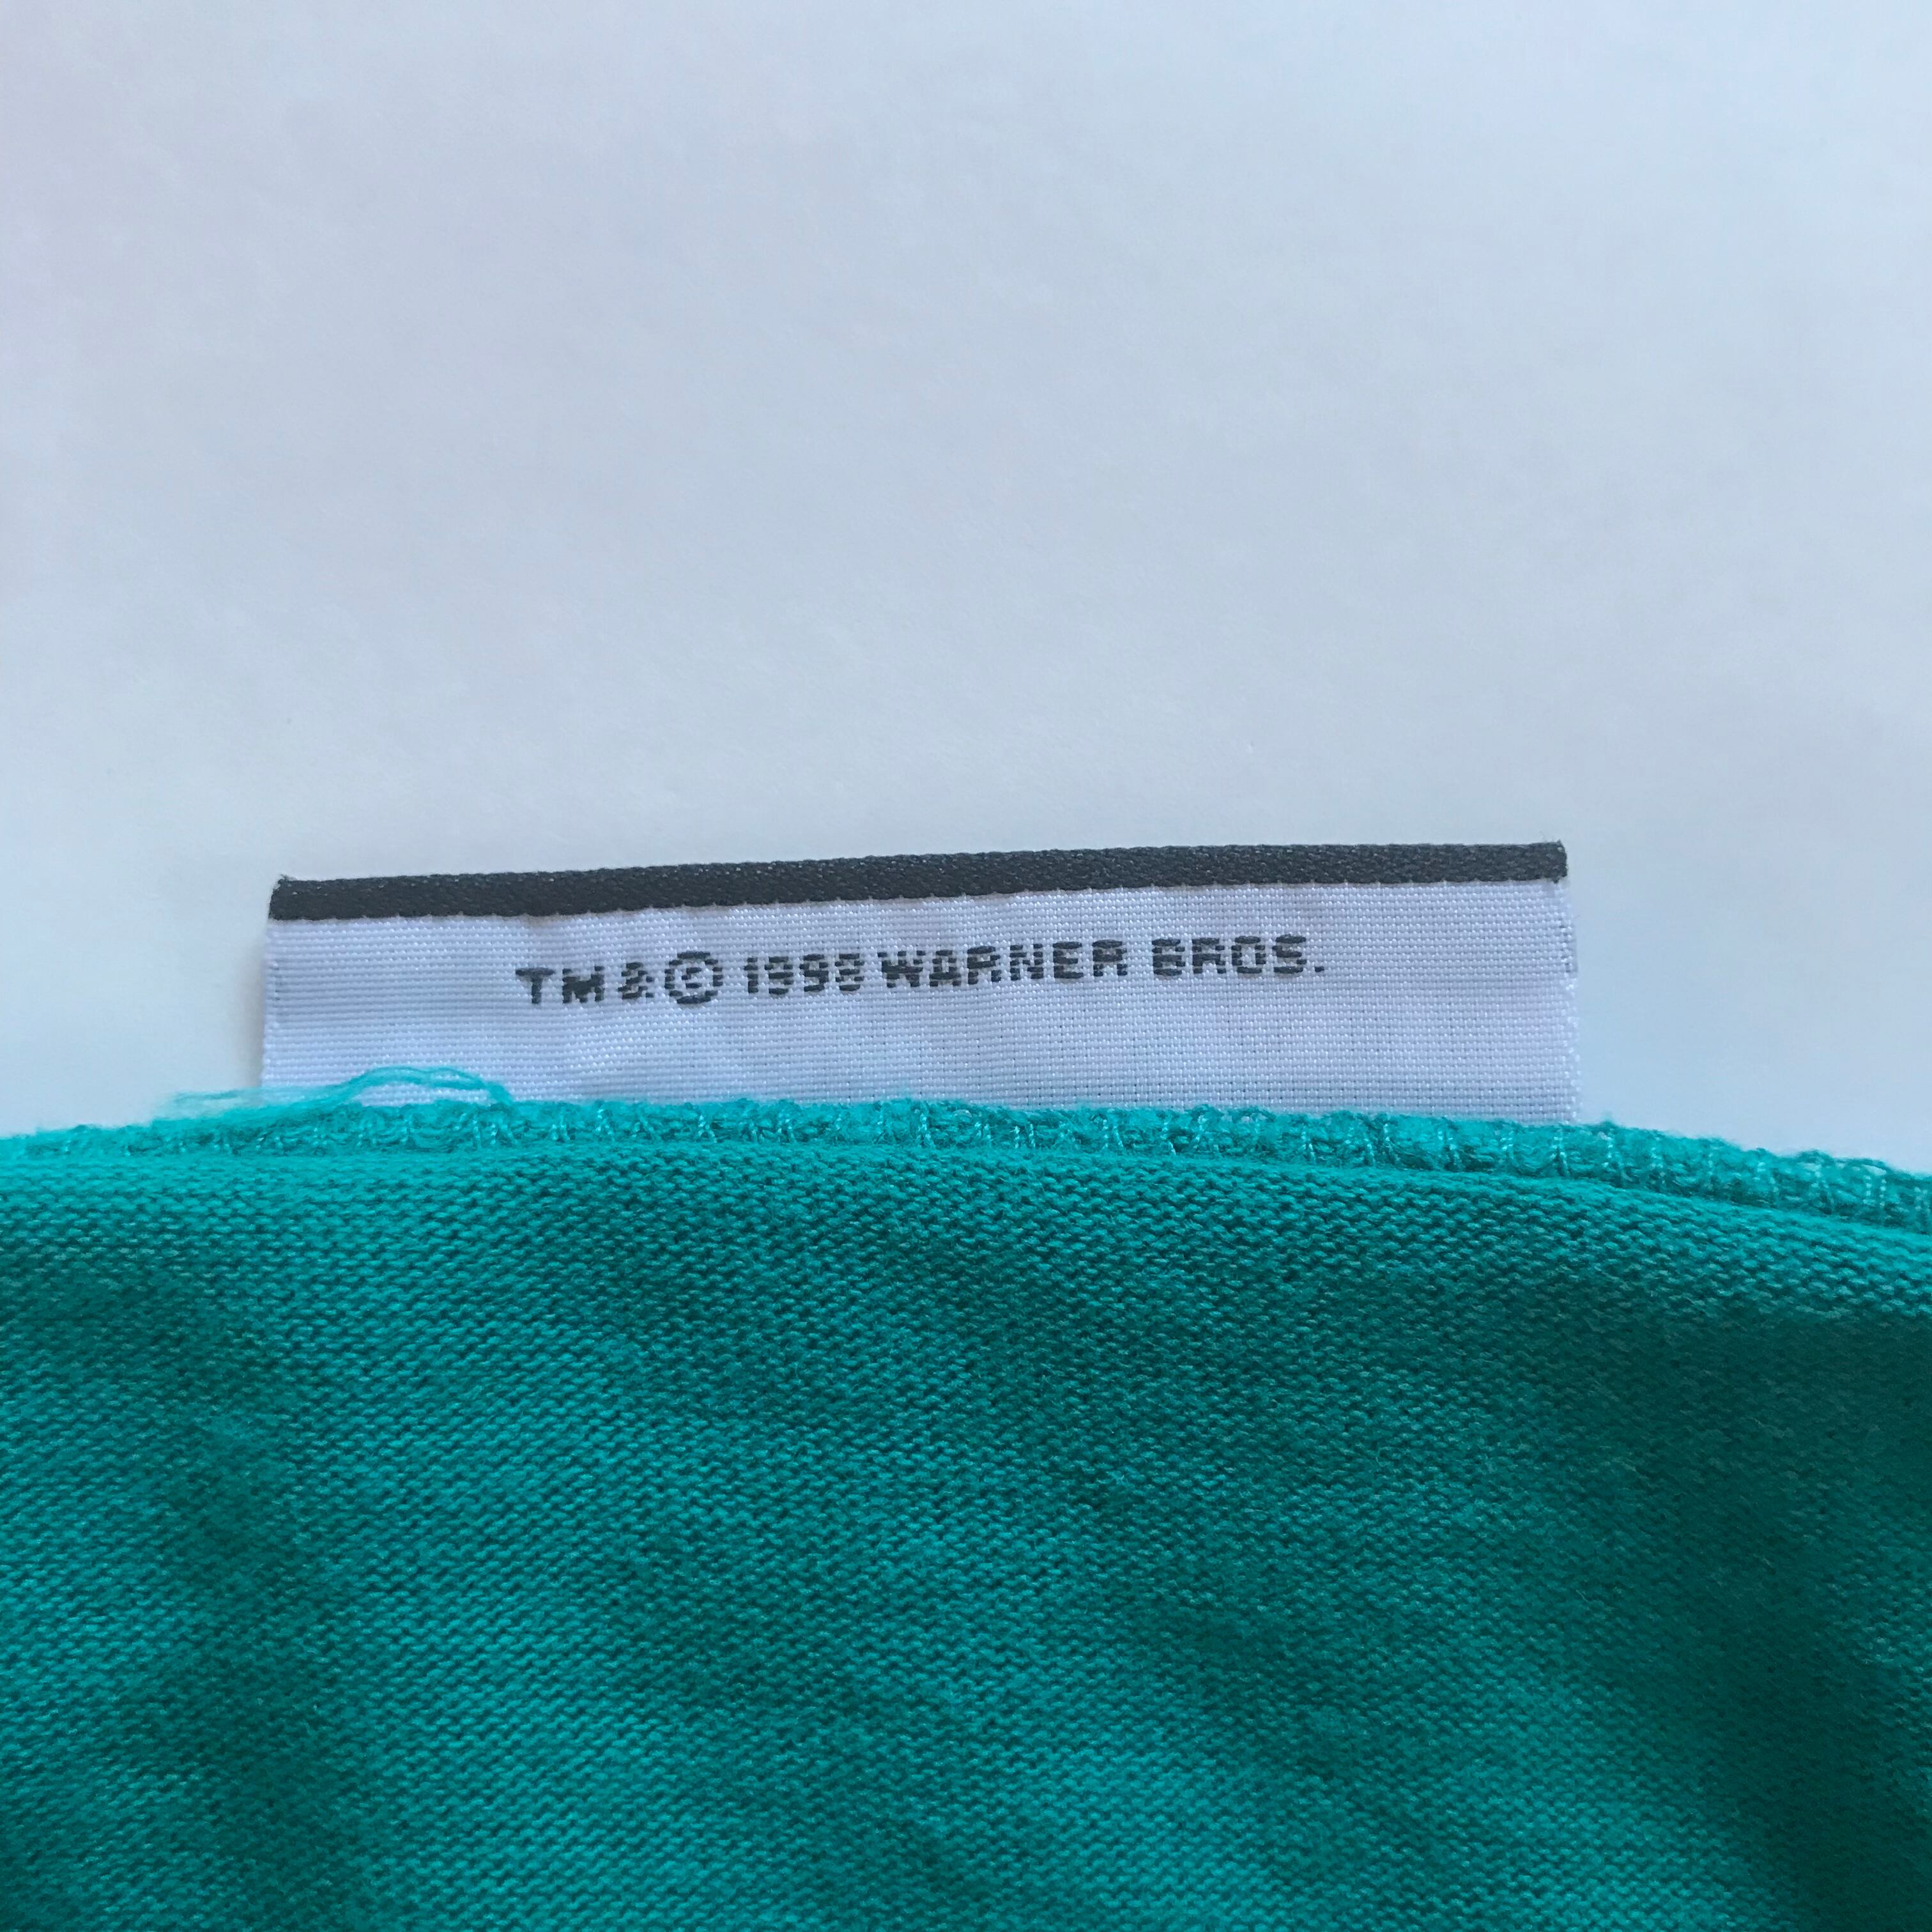 TM & © 1998 WARNER BROS.